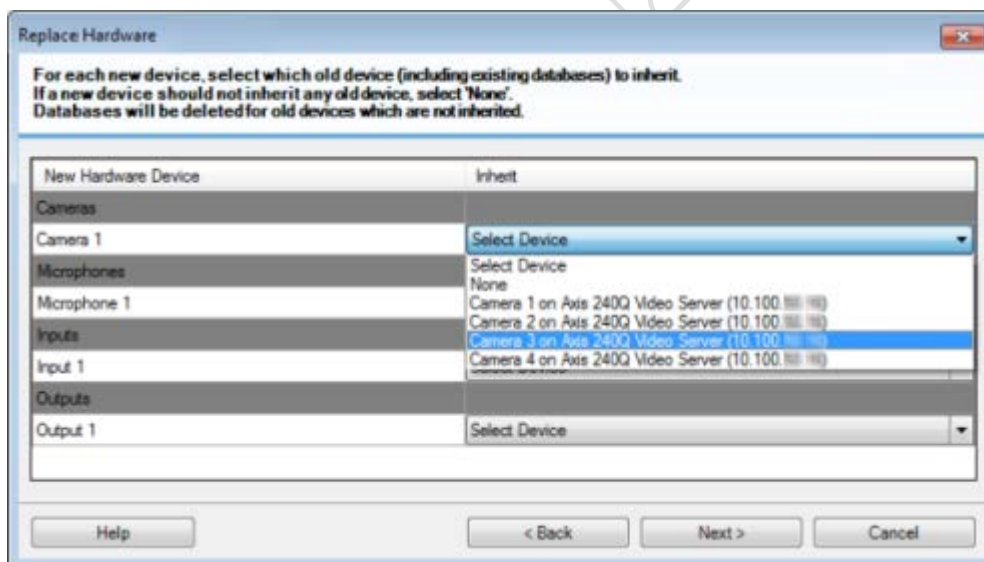 Replace Hardware
For each new device, select which old device (including existing databases) to inherit.
If a new device should not inherit any old device, select 'None'.
Databases will be deleted for old devices which are not inherited.
New Hardware Device Inherit
Cameras
Camera 1 Select Device
Select Device
None
Microphones
Microphone 1
Camera 1 on Axis 240Q Video Server (10.100.
Camera 2 on Axis 240Q Video Server (10.100.
Camera 3 on Axis 240Q Video Server (10.100.
Camera 4 on Axis 240Q Video Server (10.100.
Inputs
Input 1
Outputs
Output 1 Select Device
Help < Back Next > Cancel